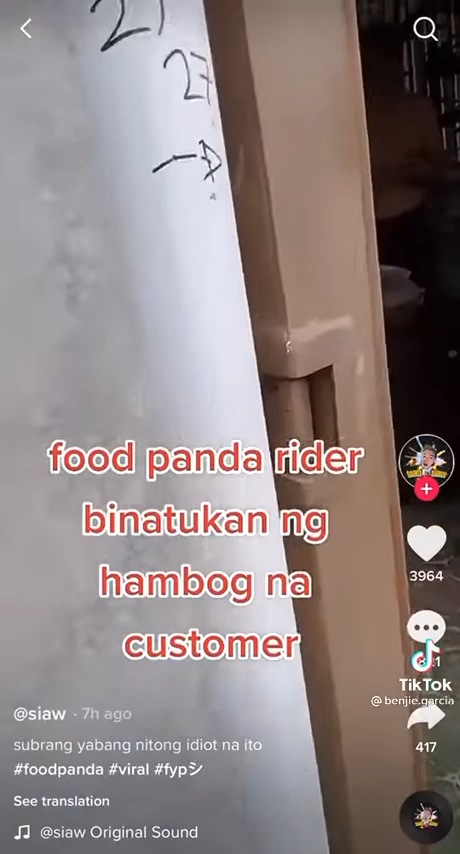 27
27
food panda rider
binatukan ng
hambog na
customer
3964
TikTok
@benjie.garcia
417
@siaw · 7h ago
subrang yabang nitong idiot na ito
#foodpanda #viral #fypシ
See translation
@siaw Original Sound